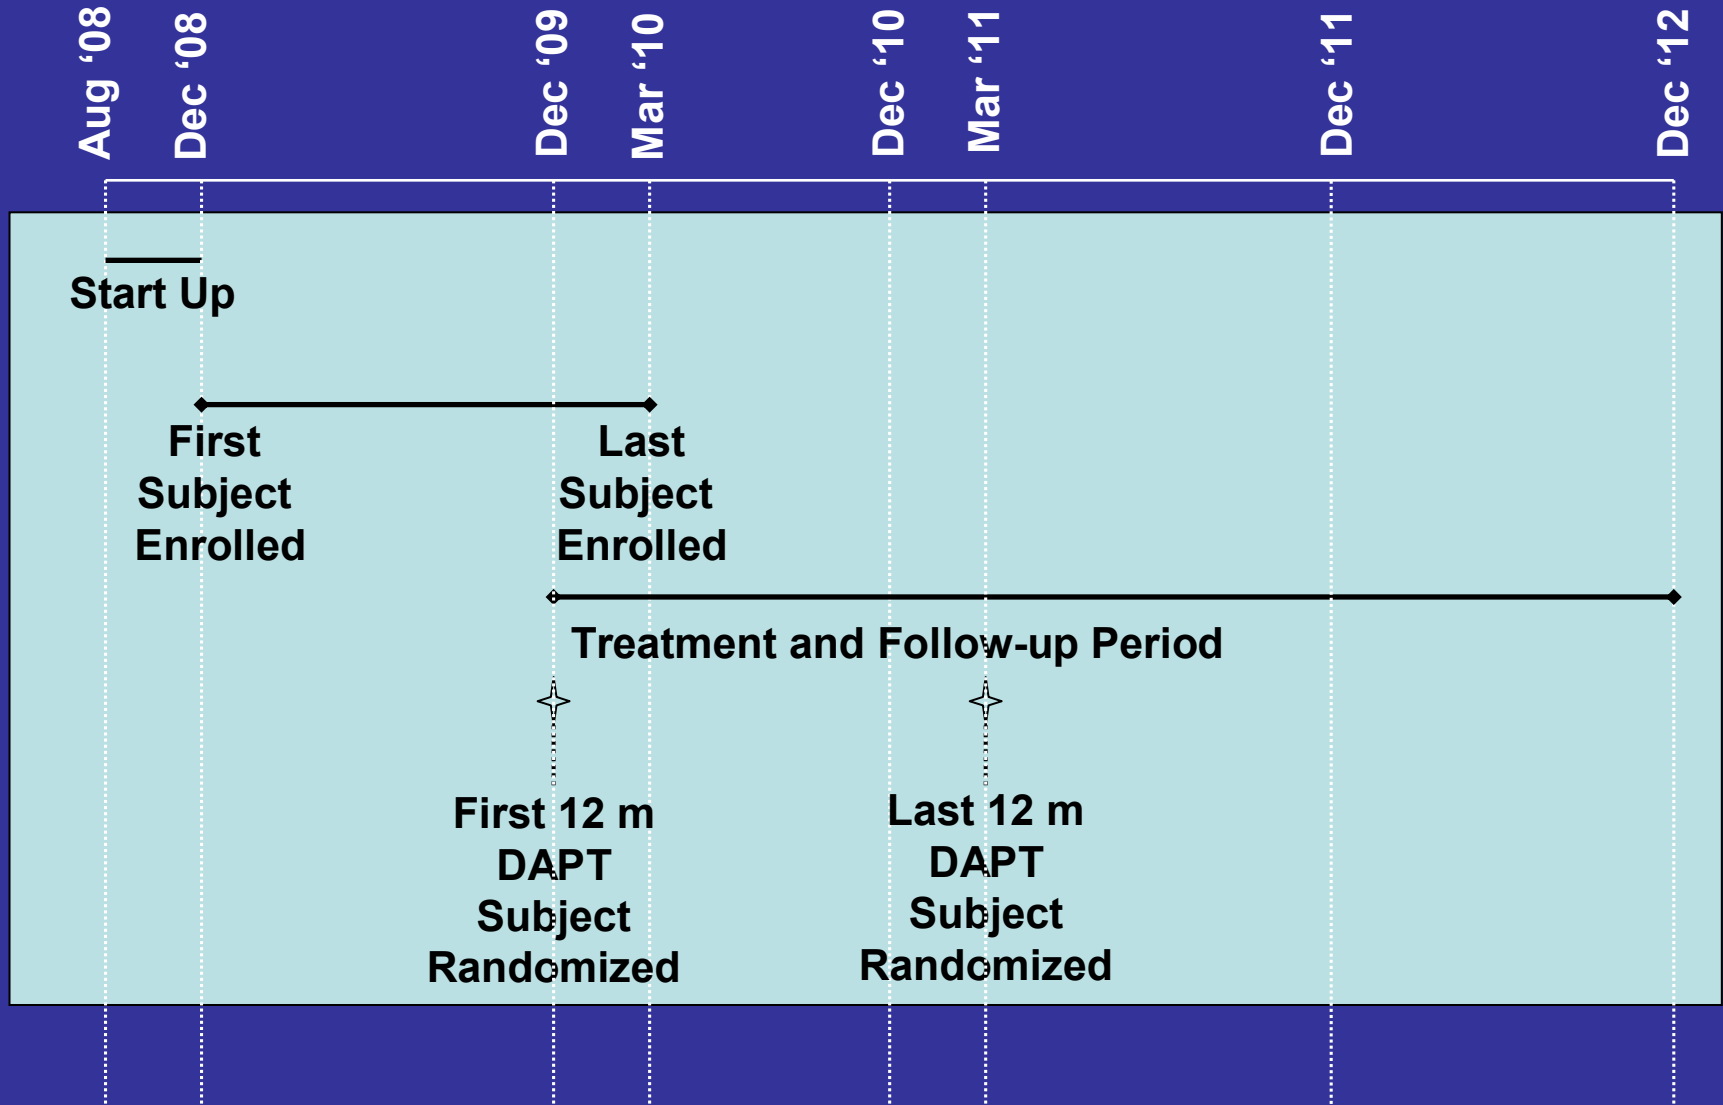 Aug ‘08
Dec ‘08
Dec ‘09
Mar ‘10
Dec ‘10
Mar ‘11
Dec ‘11
Dec ‘12
Start Up
First
Subject
Enrolled
Last
Subject
Enrolled
Treatment and Follow-up Period
First 12 m
DAPT
Subject
Randomized
Last 12 m
DAPT
Subject
Randomized